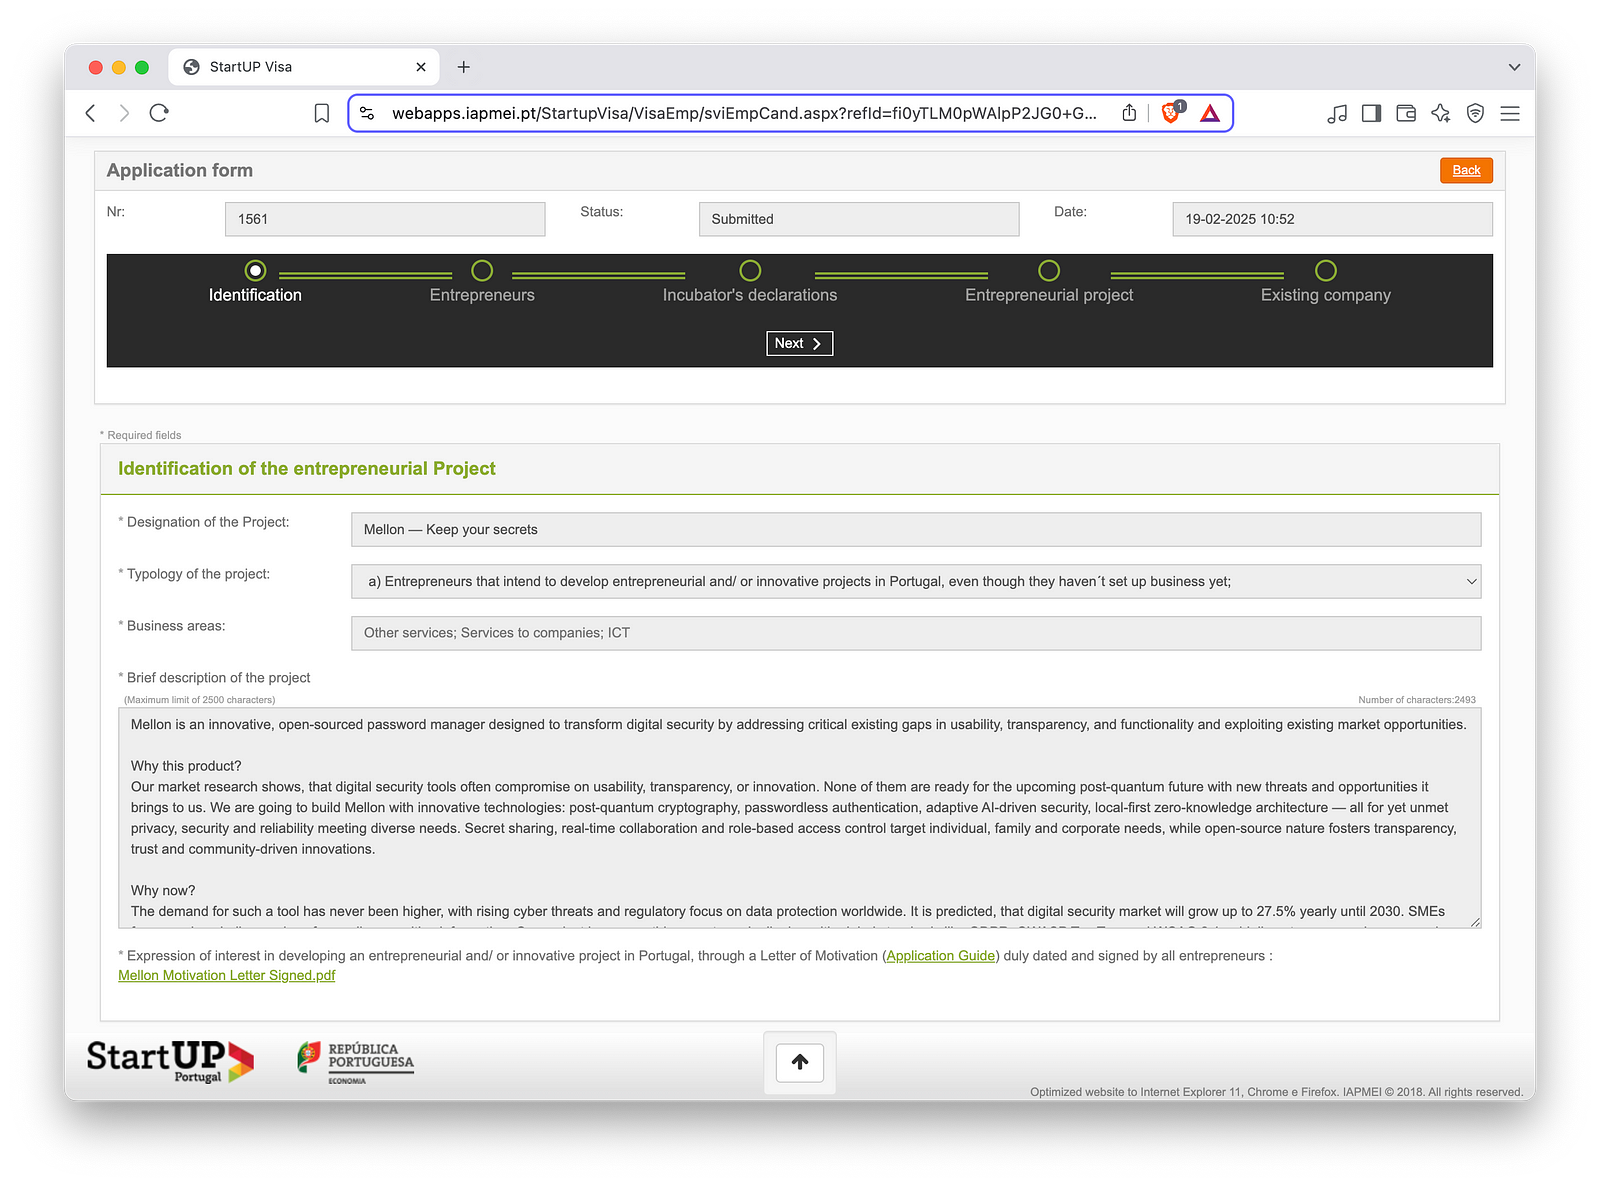 StartUP Visa
webapps.iapmei.pt/StartupVisa/VisaEmp/sviEmpCand.aspx?refId=fi0yTLM0pWAlpP2JG0+G...
1
Application form
Back
Nr:
1561
Status:
Submitted
Date:
19-02-2025 10:52
Identification
Entrepreneurs
Incubator's declarations
Entrepreneurial project
Existing company
Next
* Required fields
Identification of the entrepreneurial Project
* Designation of the Project:
Mellon — Keep your secrets
* Typology of the project:
a) Entrepreneurs that intend to develop entrepreneurial and/ or innovative projects in Portugal, even though they haven´t set up business yet;
* Business areas:
Other services; Services to companies; ICT
* Brief description of the project
(Maximum limit of 2500 characters)
Number of characters:2493
Mellon is an innovative, open-sourced password manager designed to transform digital security by addressing critical existing gaps in usability, transparency, and functionality and exploiting existing market opportunities.
Why this product?
Our market research shows, that digital security tools often compromise on usability, transparency, or innovation. None of them are ready for the upcoming post-quantum future with new threats and opportunities it
brings to us. We are going to build Mellon with innovative technologies: post-quantum cryptography, passwordless authentication, adaptive AI-driven security, local-first zero-knowledge architecture — all for yet unmet
privacy, security and reliability meeting diverse needs. Secret sharing, real-time collaboration and role-based access control target individual, family and corporate needs, while open-source nature fosters transparency,
trust and community-driven innovations.
Why now?
The demand for such a tool has never been higher, with rising cyber threats and regulatory focus on data protection worldwide. It is predicted, that digital security market will grow up to 27.5% yearly until 2030. SMEs
* Expression of interest in developing an entrepreneurial and/ or innovative project in Portugal, through a Letter of Motivation (Application Guide) duly dated and signed by all entrepreneurs :
Mellon Motivation Letter Signed.pdf
StartUP
Portugal
REPÚBLICA
PORTUGUESA
ECONOMIA
Optimized website to Internet Explorer 11, Chrome e Firefox. IAPMEI © 2018. All rights reserved.